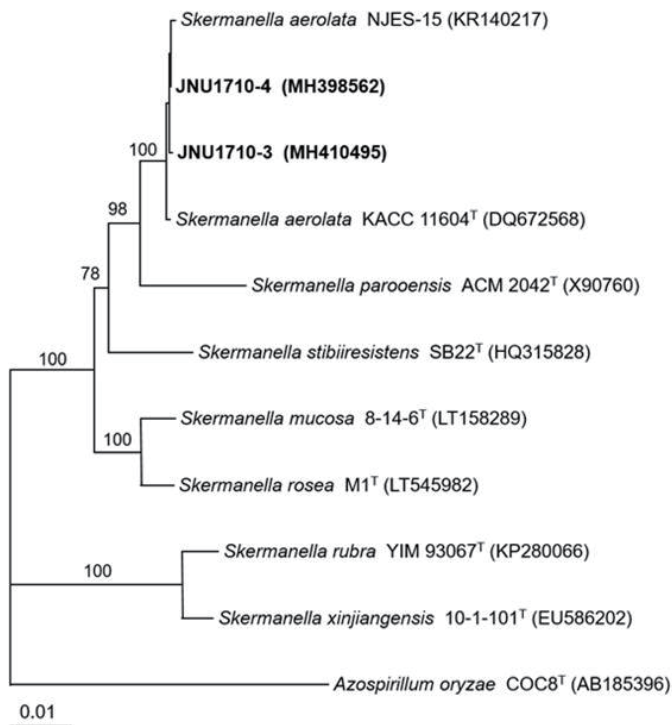 Skermanella aerolata NJES-15 (KR140217)
JNU1710-4 (MH398562)
JNU1710-3 (MH410495)
100
Skermanella aerolata KACC 11604ᵀ (DQ672568)
98
Skermanella parooensis ACM 2042ᵀ (X90760)
78
Skermanella stibiiresistens SB22ᵀ (HQ315828)
100
Skermanella mucosa 8-14-6ᵀ (LT158289)
100
Skermanella rosea M1ᵀ (LT545982)
Skermanella rubra YIM 93067ᵀ (KP280066)
100
Skermanella xinjiangensis 10-1-101ᵀ (EU586202)
Azospirillum oryzae COC8ᵀ (AB185396)
0.01